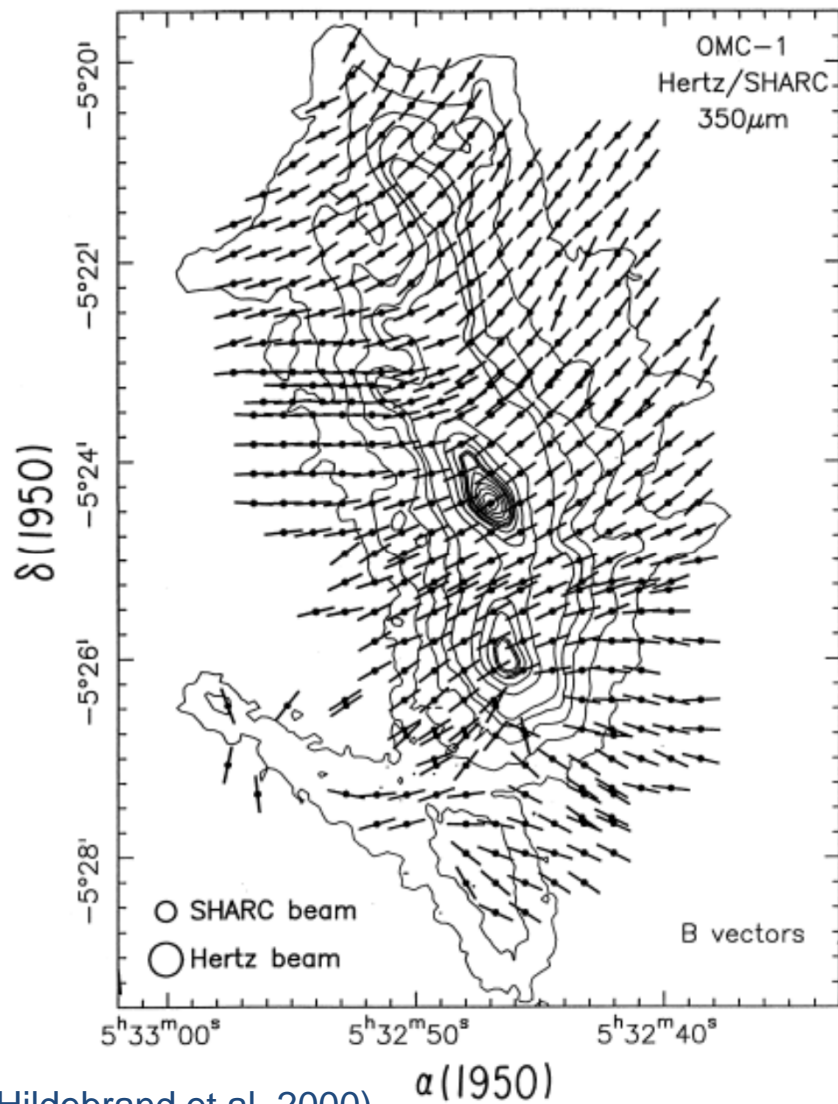 OMC-1
Hertz/SHARC
350μm
-5°20'
-5°22'
-5°24'
-5°26'
-5°28'
δ(1950)
SHARC beam
Hertz beam
B vectors
5ʰ33ᵐ00ˢ
5ʰ32ᵐ50ˢ
5ʰ32ᵐ40ˢ
α(1950)
Hildebrand et al. 2000)